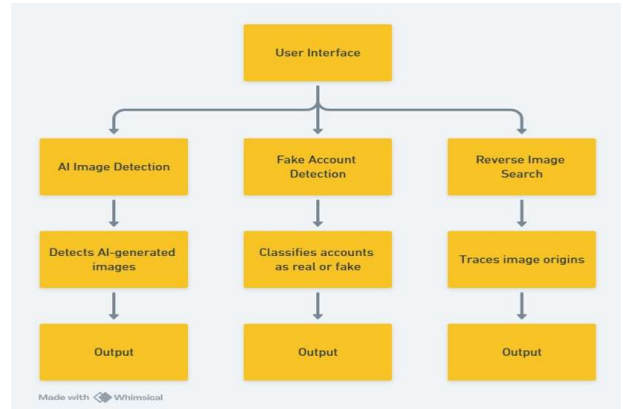 User Interface
AI Image Detection
Fake Account
Detection
Reverse Image
Search
Detects AI-generated
images
Classifies accounts
as real or fake
Traces image origins
Output
Output
Output
Made with Whimsical